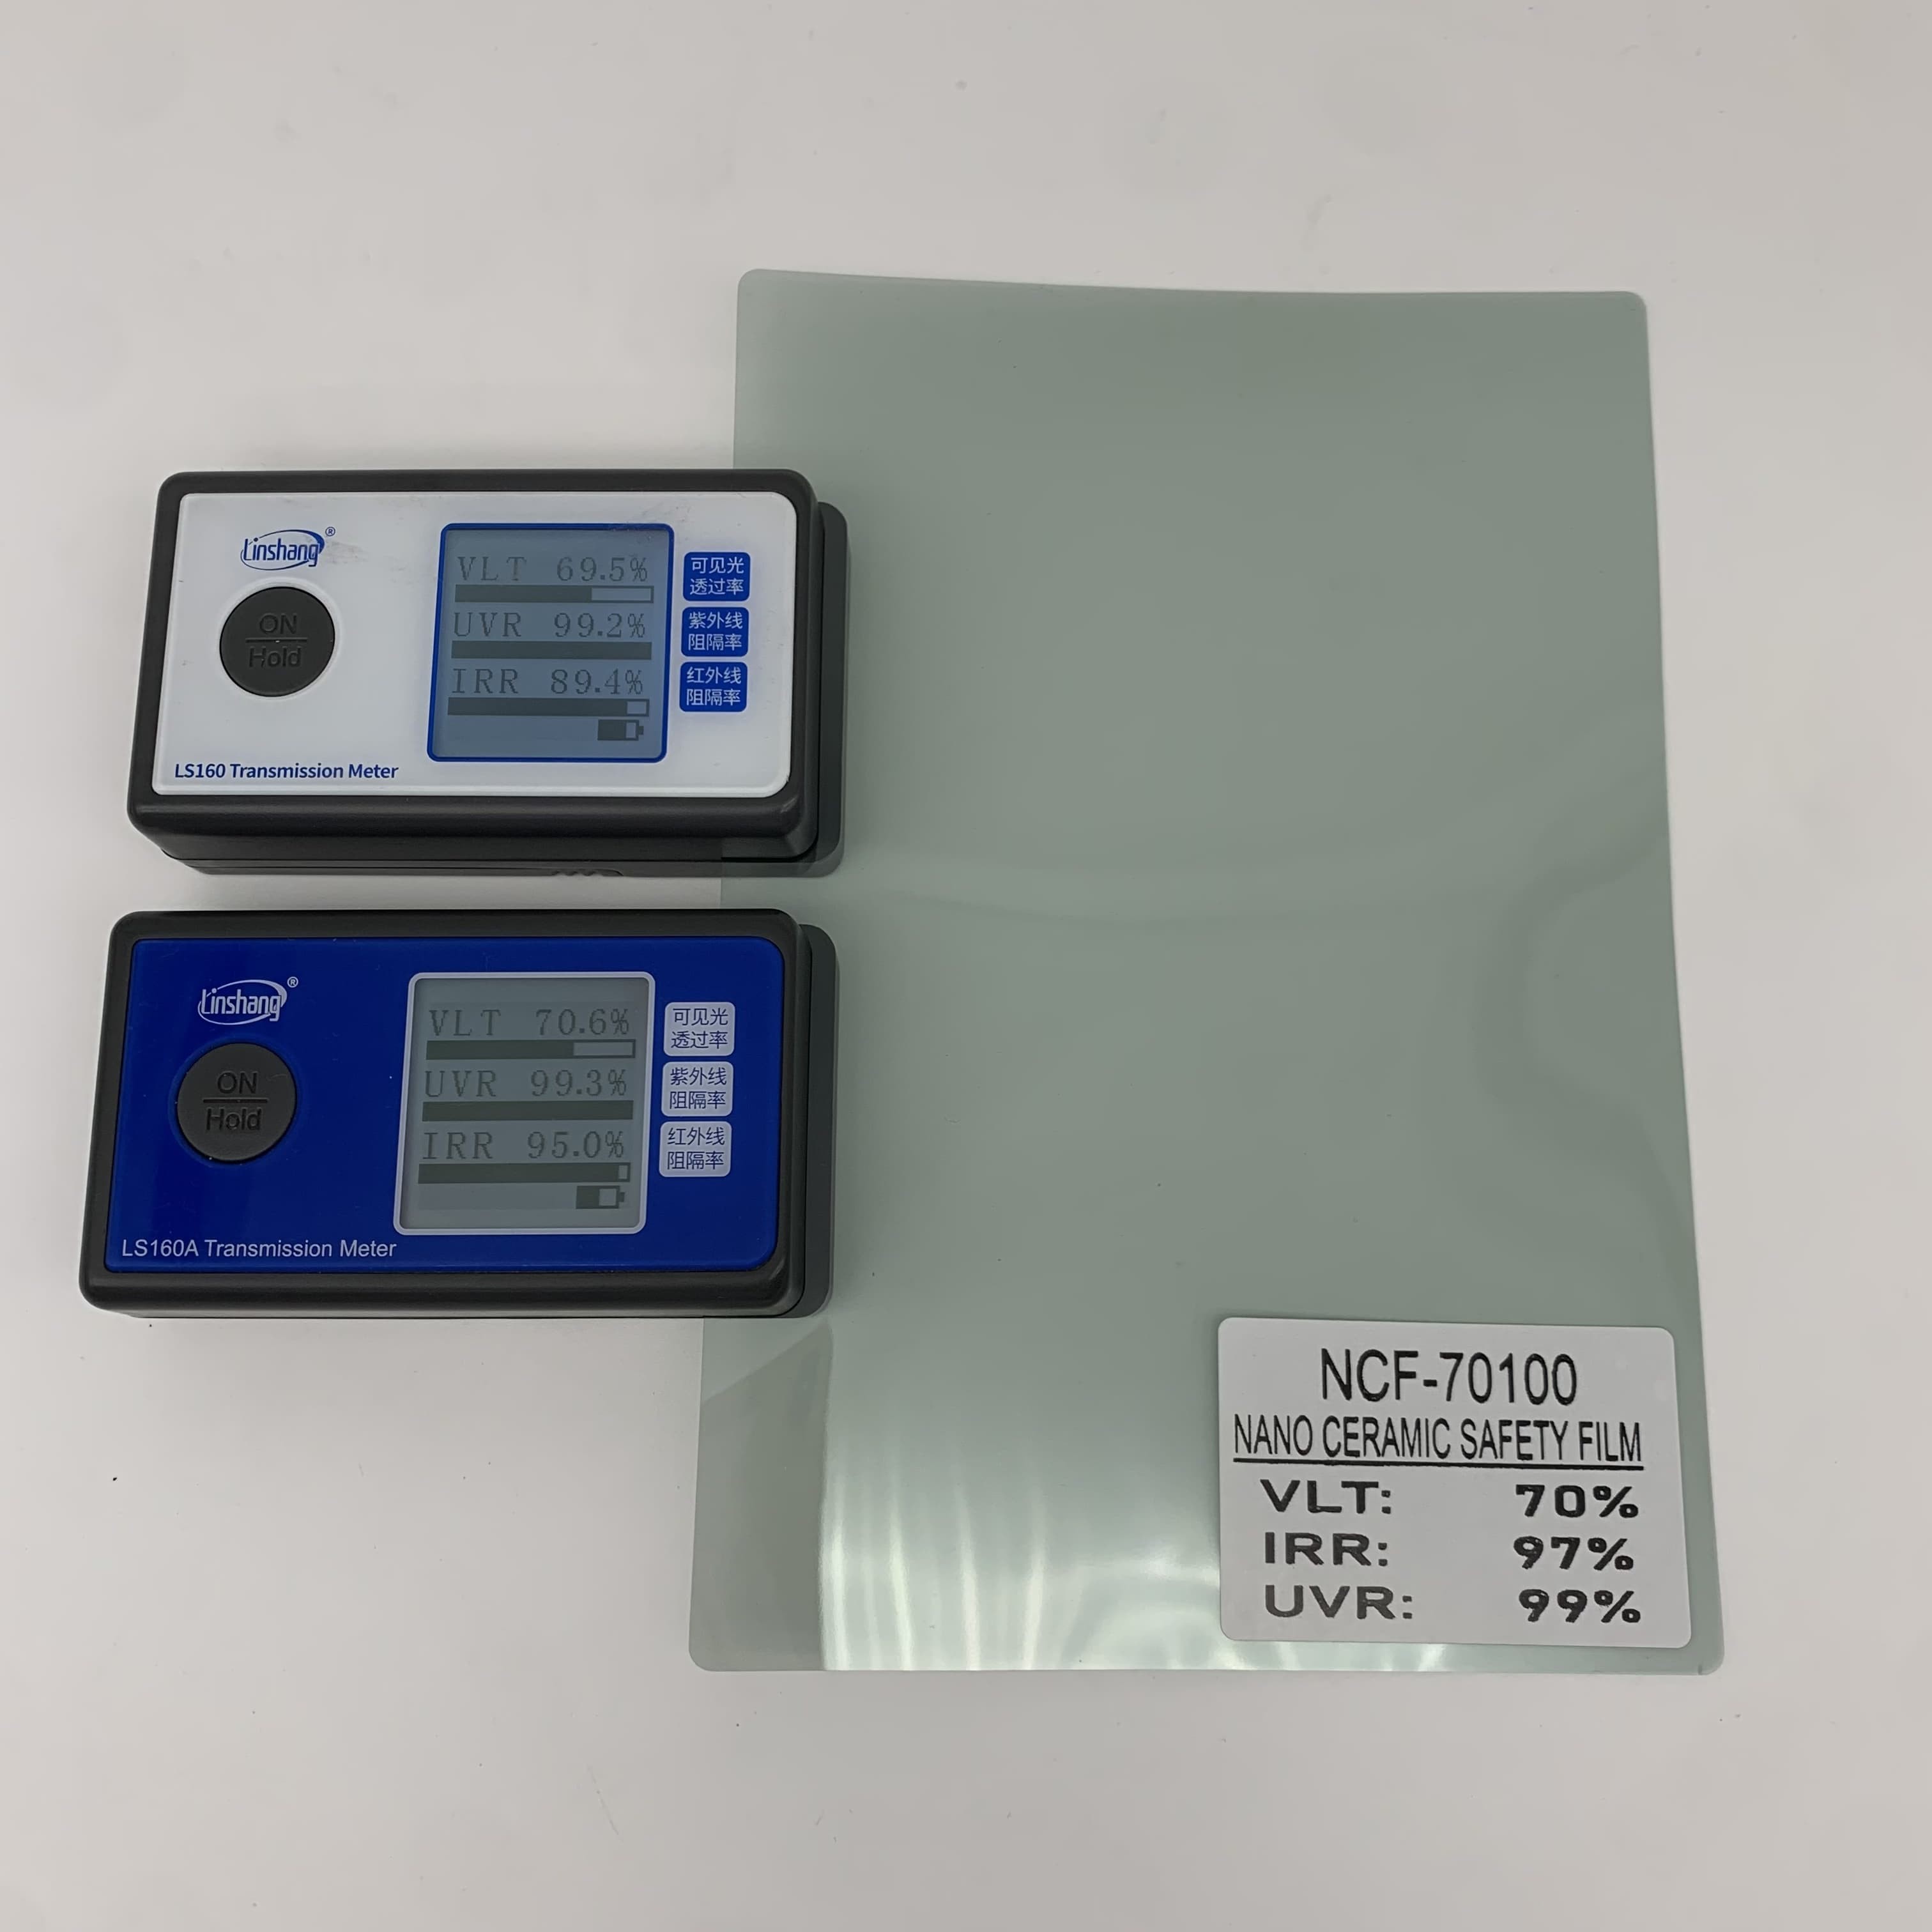 Linshang®
ON
Hold
VLT 69.5%
UVR 99.2%
IRR 89.4%
可见光
透过率
紫外线
阻隔率
红外线
阻隔率
LS160 Transmission Meter
Linshang®
ON
Hold
VLT 70.6%
UVR 99.3%
IRR 95.0%
可见光
透过率
紫外线
阻隔率
红外线
阻隔率
LS160A Transmission Meter
NCF-70100
NANO CERAMIC SAFETY FILM
VLT: 70%
IRR: 97%
UVR: 99%